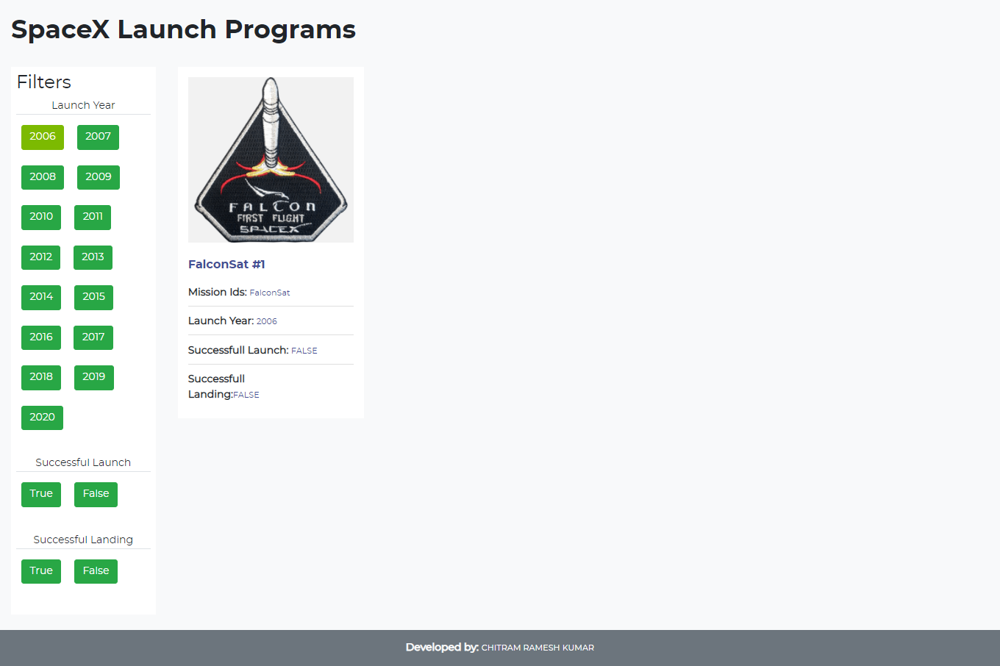 SpaceX Launch Programs
Filters
Launch Year
2006 2007
2008 2009
2010 2011
2012 2013
2014 2015
2016 2017
2018 2019
2020
Successful Launch
True False
Successful Landing
True False
FALCON
FIRST FLIGHT
SPACEX
FalconSat #1
Mission Ids: FalconSat
Launch Year: 2006
Successfull Launch: FALSE
Successfull
Landing:FALSE
Developed by: CHITRAM RAMESH KUMAR